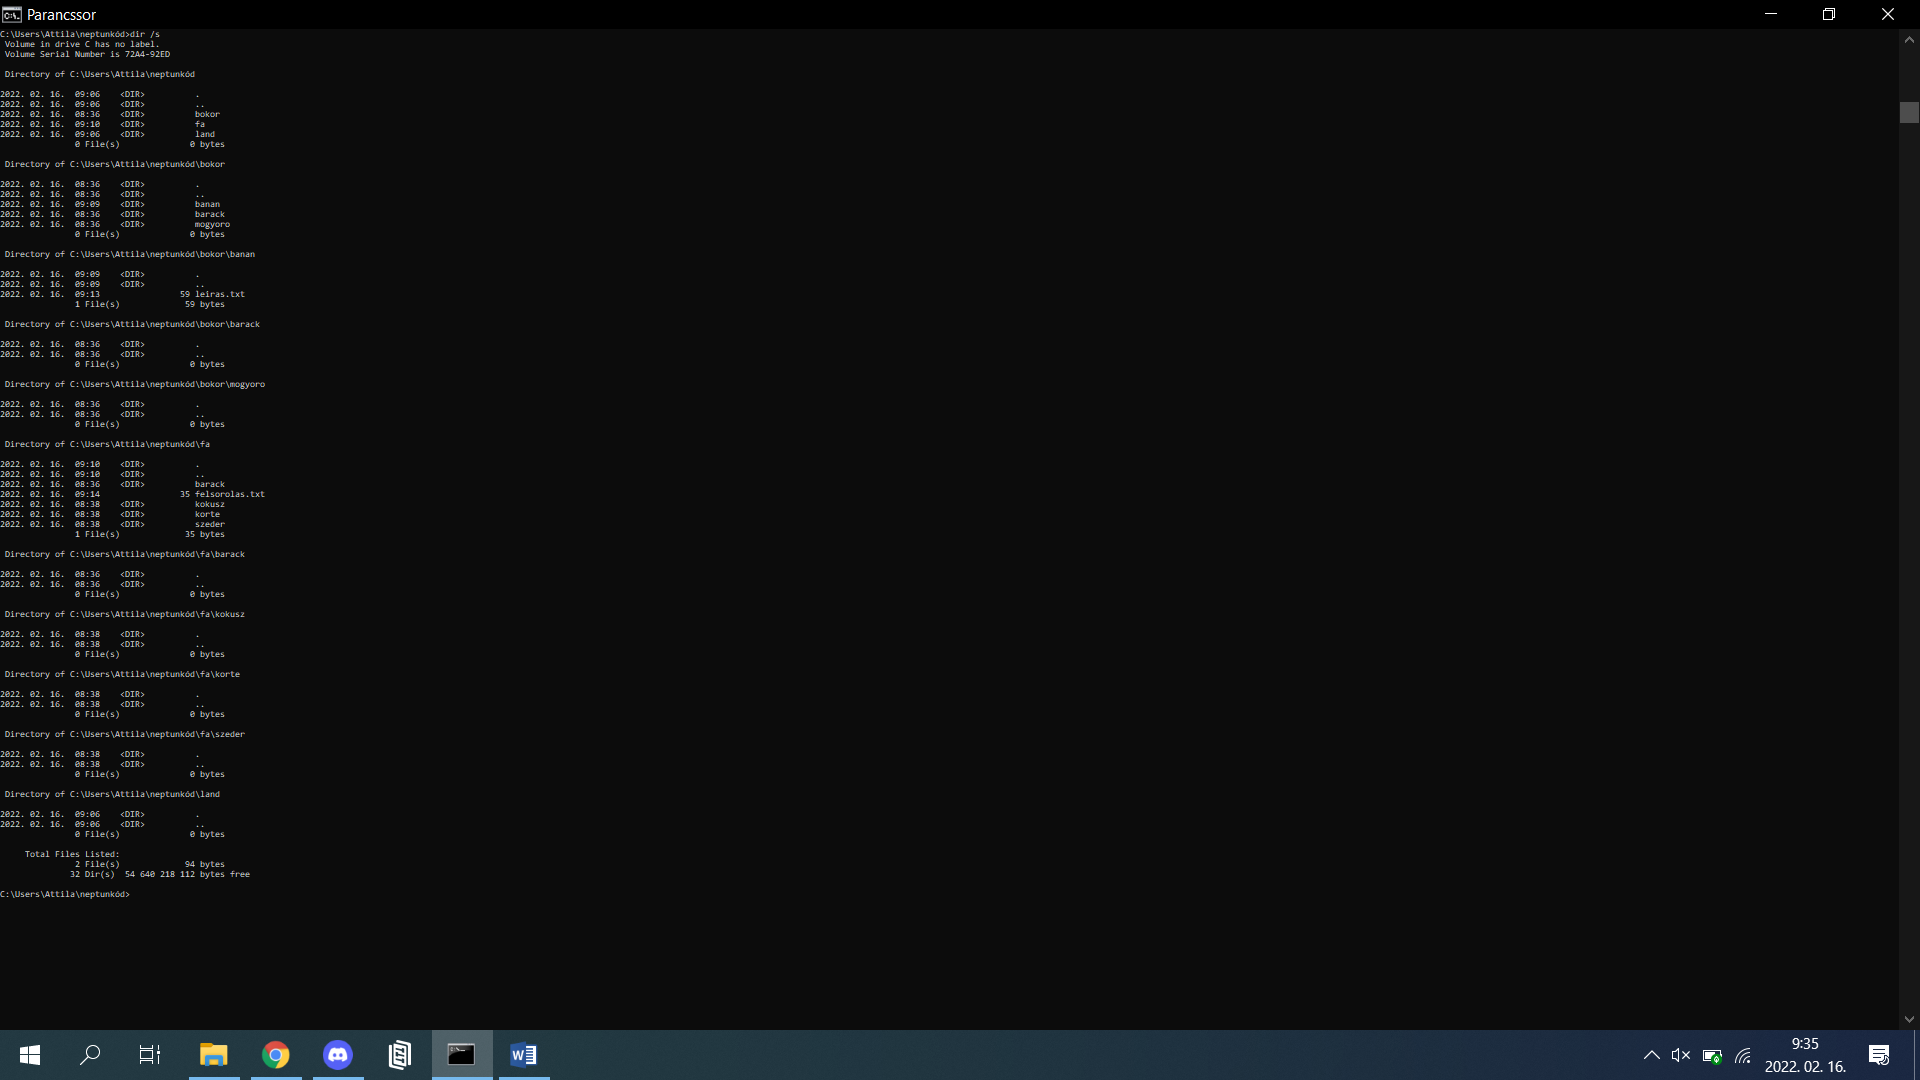 Parancssor
C:\Users\Attila\neptunkód>dir /s
 Volume in drive C has no label.
 Volume Serial Number is 72A4-92ED

 Directory of C:\Users\Attila\neptunkód

2022. 02. 16.  09:06    <DIR>          .
2022. 02. 16.  09:06    <DIR>          ..
2022. 02. 16.  08:36    <DIR>          bokor
2022. 02. 16.  09:10    <DIR>          fa
2022. 02. 16.  09:06    <DIR>          land
               0 File(s)              0 bytes

 Directory of C:\Users\Attila\neptunkód\bokor

2022. 02. 16.  08:36    <DIR>          .
2022. 02. 16.  08:36    <DIR>          ..
2022. 02. 16.  09:09    <DIR>          banan
2022. 02. 16.  08:36    <DIR>          barack
2022. 02. 16.  08:36    <DIR>          mogyoro
               0 File(s)              0 bytes

 Directory of C:\Users\Attila\neptunkód\bokor\banan

2022. 02. 16.  09:09    <DIR>          .
2022. 02. 16.  09:09    <DIR>          ..
2022. 02. 16.  09:13                59 leiras.txt
               1 File(s)             59 bytes

 Directory of C:\Users\Attila\neptunkód\bokor\barack

2022. 02. 16.  08:36    <DIR>          .
2022. 02. 16.  08:36    <DIR>          ..
               0 File(s)              0 bytes

 Directory of C:\Users\Attila\neptunkód\bokor\mogyoro

2022. 02. 16.  08:36    <DIR>          .
2022. 02. 16.  08:36    <DIR>          ..
               0 File(s)              0 bytes

 Directory of C:\Users\Attila\neptunkód\fa

2022. 02. 16.  09:10    <DIR>          .
2022. 02. 16.  09:10    <DIR>          ..
2022. 02. 16.  08:36    <DIR>          barack
2022. 02. 16.  09:14                35 felsorolas.txt
2022. 02. 16.  08:38    <DIR>          kokusz
2022. 02. 16.  08:38    <DIR>          korte
2022. 02. 16.  08:38    <DIR>          szeder
               1 File(s)             35 bytes

 Directory of C:\Users\Attila\neptunkód\fa\barack

2022. 02. 16.  08:36    <DIR>          .
2022. 02. 16.  08:36    <DIR>          ..
               0 File(s)              0 bytes

 Directory of C:\Users\Attila\neptunkód\fa\kokusz

2022. 02. 16.  08:38    <DIR>          .
2022. 02. 16.  08:38    <DIR>          ..
               0 File(s)              0 bytes

 Directory of C:\Users\Attila\neptunkód\fa\korte

2022. 02. 16.  08:38    <DIR>          .
2022. 02. 16.  08:38    <DIR>          ..
               0 File(s)              0 bytes

 Directory of C:\Users\Attila\neptunkód\fa\szeder

2022. 02. 16.  08:38    <DIR>          .
2022. 02. 16.  08:38    <DIR>          ..
               0 File(s)              0 bytes

 Directory of C:\Users\Attila\neptunkód\land

2022. 02. 16.  09:06    <DIR>          .
2022. 02. 16.  09:06    <DIR>          ..
               0 File(s)              0 bytes

     Total Files Listed:
               2 File(s)             94 bytes
              32 Dir(s)  54 640 218 112 bytes free

C:\Users\Attila\neptunkód>
9:35
2022. 02. 16.